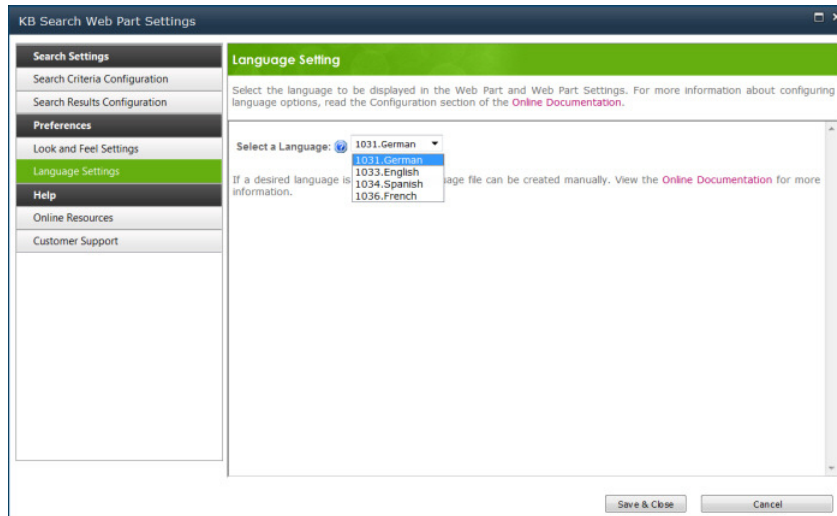 KB Search Web Part Settings
Search Settings
Search Criteria Configuration
Search Results Configuration
Preferences
Look and Feel Settings
Language Settings
Help
Online Resources
Customer Support
Language Setting
Select the language to be displayed in the Web Part and Web Part Settings. For more information about configuring
language options, read the Configuration section of the Online Documentation.
Select a Language: 1031.German
1031.German
1033.English
1034.Spanish
1036.French
If a desired language is age file can be created manually. View the Online Documentation for more
information.
Save & Close
Cancel